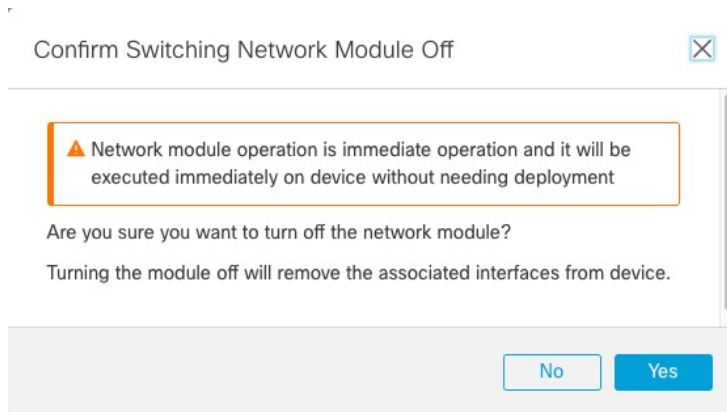 Confirm Switching Network Module Off
Network module operation is immediate operation and it will be
executed immediately on device without needing deployment
Are you sure you want to turn off the network module?
Turning the module off will remove the associated interfaces from device.
No
Yes